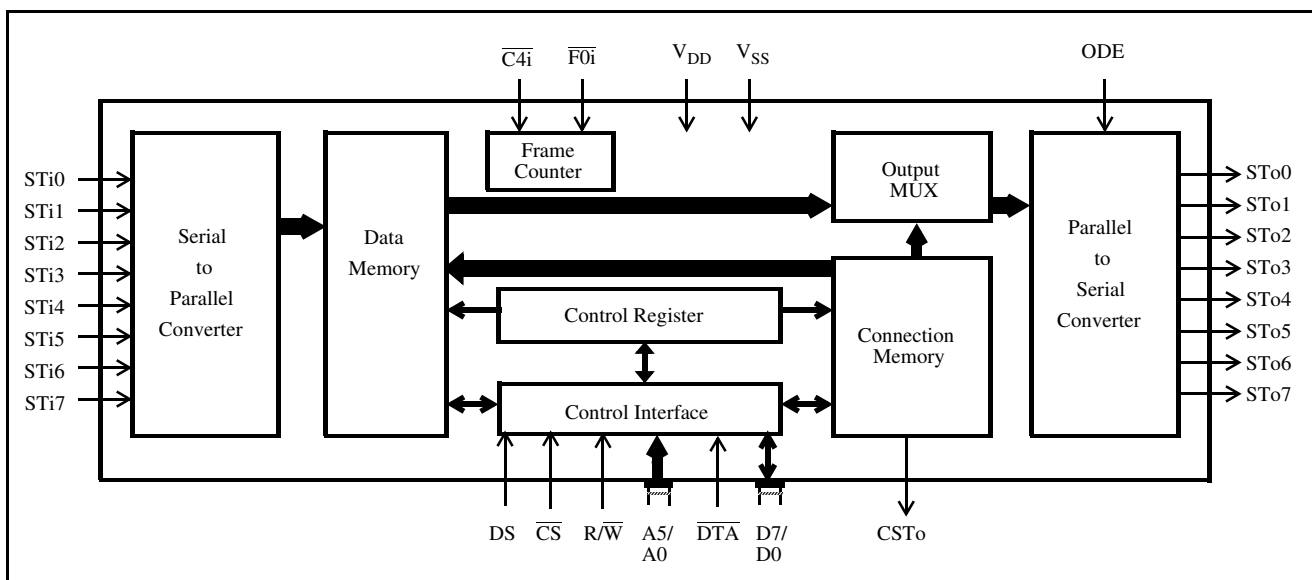 C4i F0i V_DD V_SS ODE
STi0
STi1
STi2
STi3
STi4
STi5
STi6
STi7
Serial
to
Parallel
Converter
Data
Memory
Frame
Counter
Control Register
Control Interface
Output
MUX
Connection
Memory
Parallel
to
Serial
Converter
STo0
STo1
STo2
STo3
STo4
STo5
STo6
STo7
DS CS R/W A5/ DTA D7/ CSTo
A0 D0